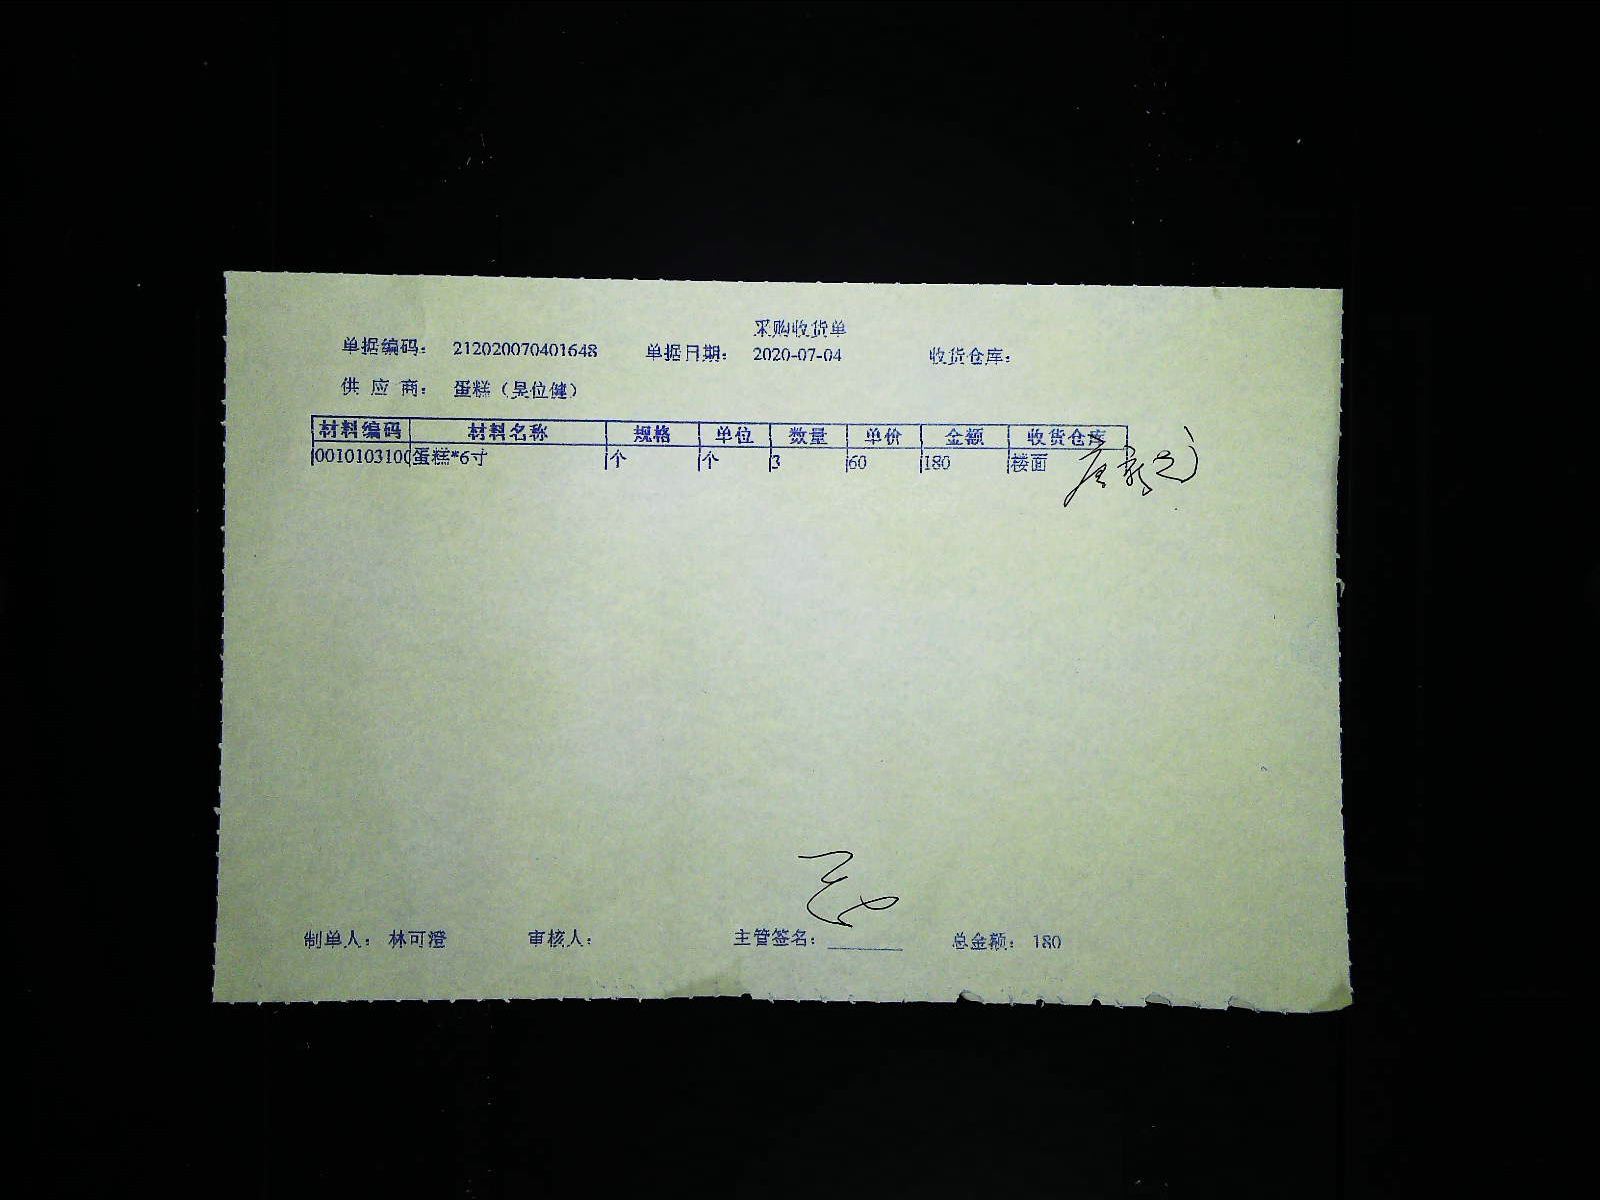 采购收货单
单据编码： 212020070401648 单据日期： 2020-07-04 收货仓库：
供 应 商： 蛋糕（吴位健）
材料编码 材料名称 规格 单位 数量 单价 金额 收货仓库
0010103100 蛋糕*6寸 个 个 3 60 180 楼面
制单人： 林可澄 审核人： 主管签名： 总金额： 180